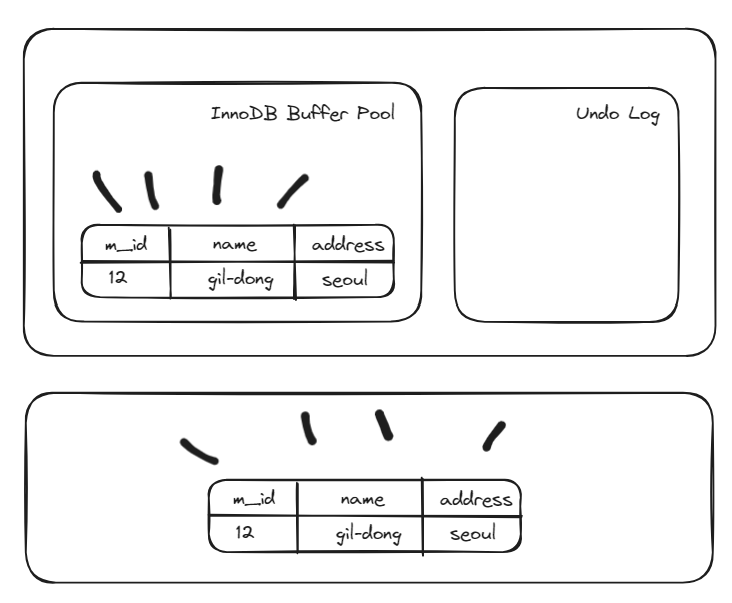 InnoDB Buffer Pool
Undo Log
m_id name address
12 gil-dong seoul
m_id name address
12 gil-dong seoul